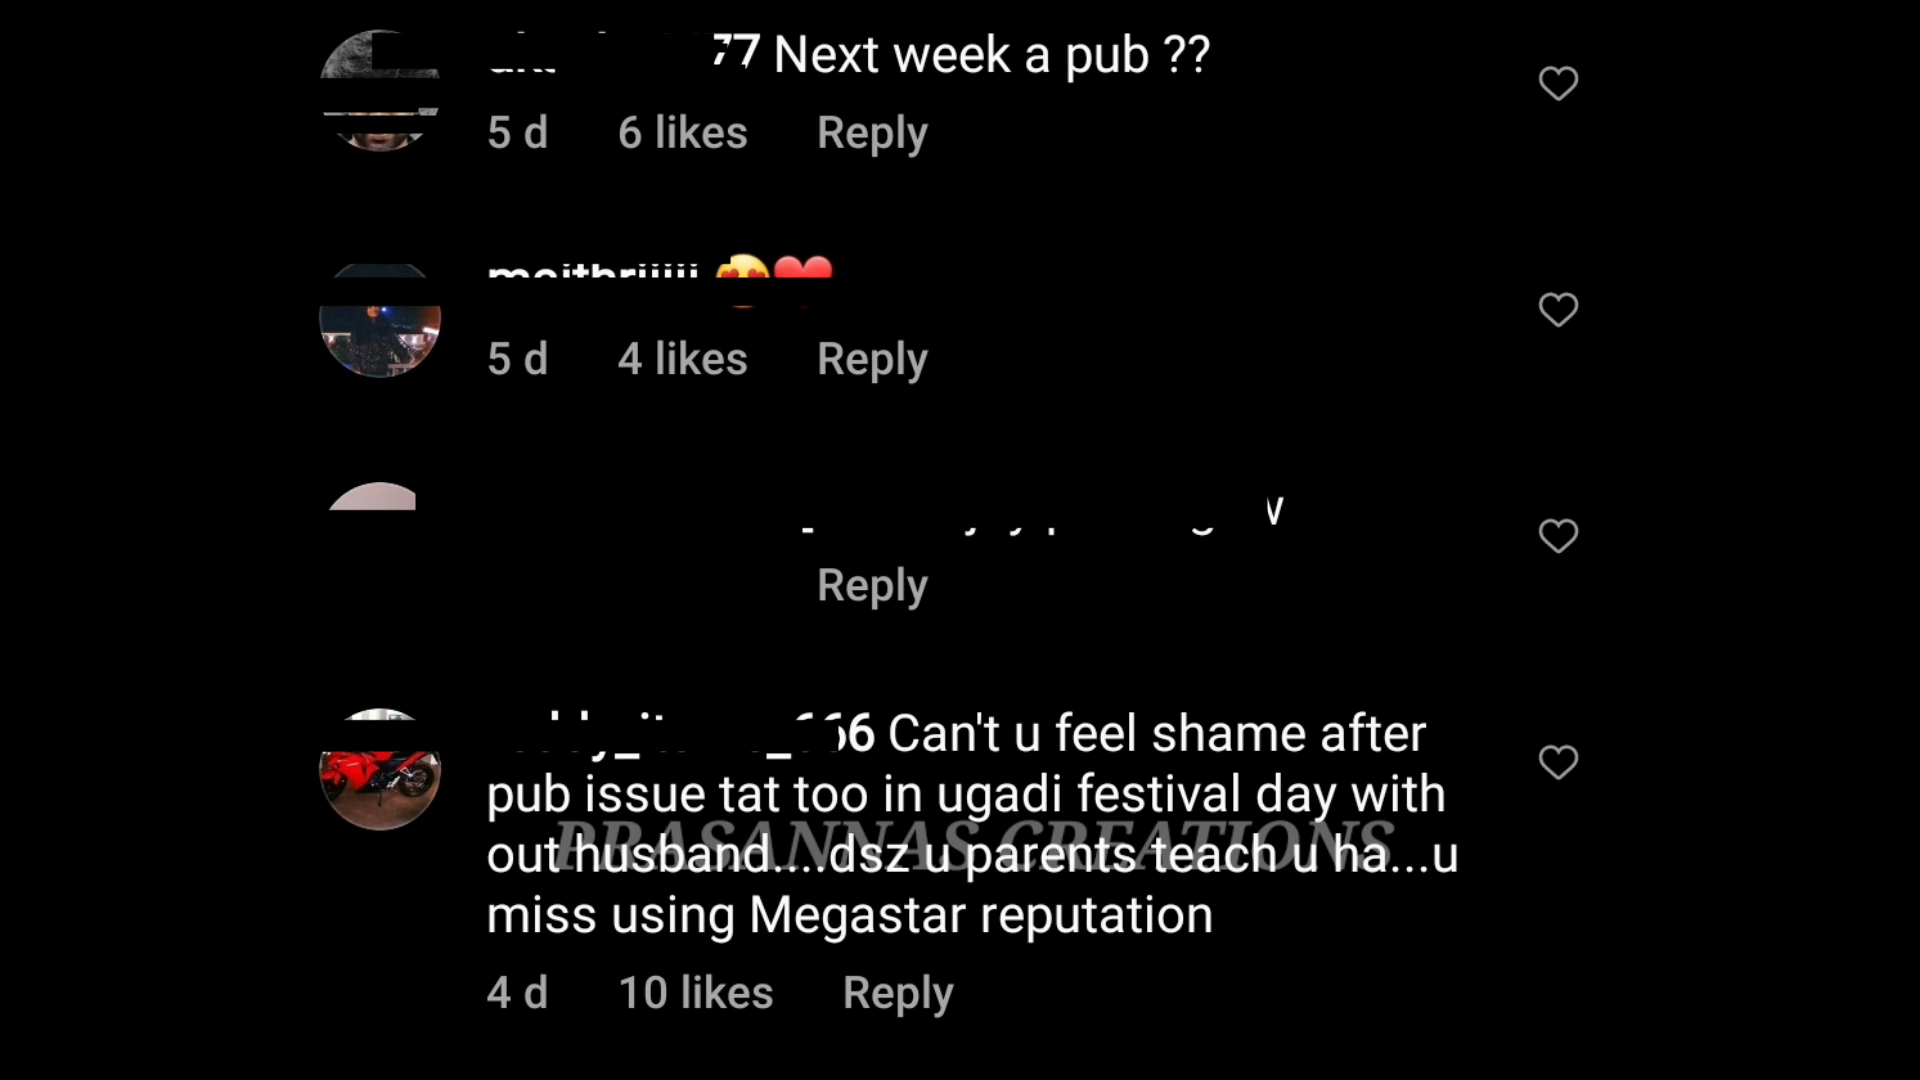 77 Next week a pub ??
5 d 6 likes Reply
😍❤️
5 d 4 likes Reply
Reply
Can't u feel shame after
pub issue tat too in ugadi festival day with
out husband....dsz u parents teach u ha...u
PRASANNAS CREATIONS
miss using Megastar reputation
4 d 10 likes Reply